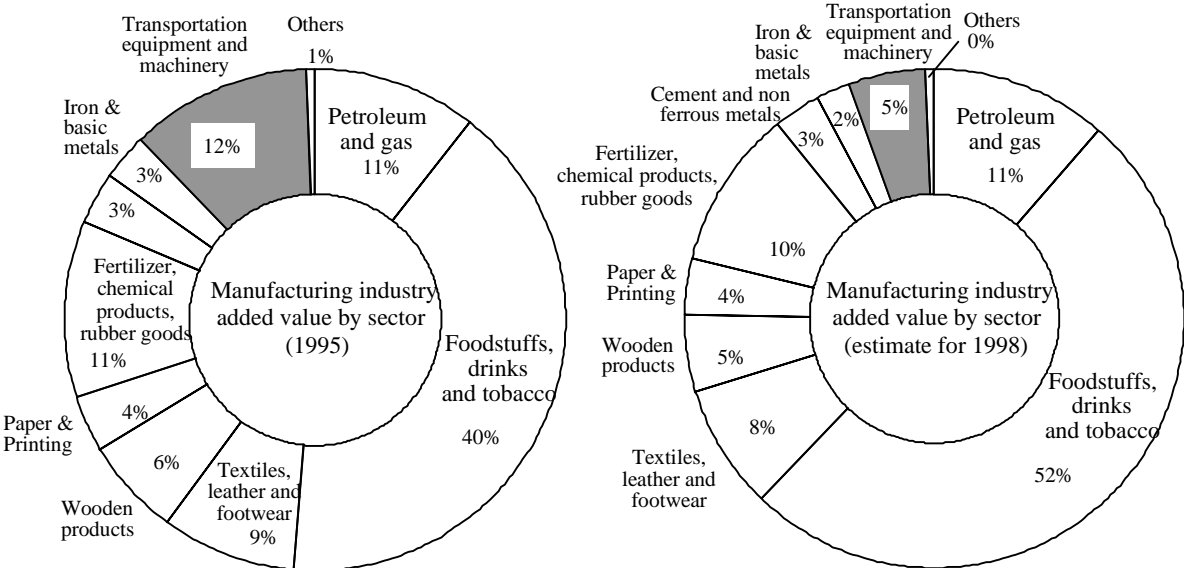 Transportation
equipment and
machinery
12%
Others
1%
Petroleum
and gas
11%
Foodstuffs,
drinks
and tobacco
40%
Textiles,
leather and
footwear
9%
Wooden
products
6%
Paper &
Printing
4%
Fertilizer,
chemical
products,
rubber goods
11%
3%
Iron &
basic
metals
3%
Manufacturing industry
added value by sector
(1995)
Transportation
equipment and
machinery
5%
Others
0%
Petroleum
and gas
11%
Foodstuffs,
drinks
and tobacco
52%
Textiles,
leather and
footwear
8%
Wooden
products
5%
Paper &
Printing
4%
Fertilizer,
chemical products,
rubber goods
10%
Cement and non
ferrous metals
3%
Iron &
basic
metals
2%
Manufacturing industry
added value by sector
(estimate for 1998)